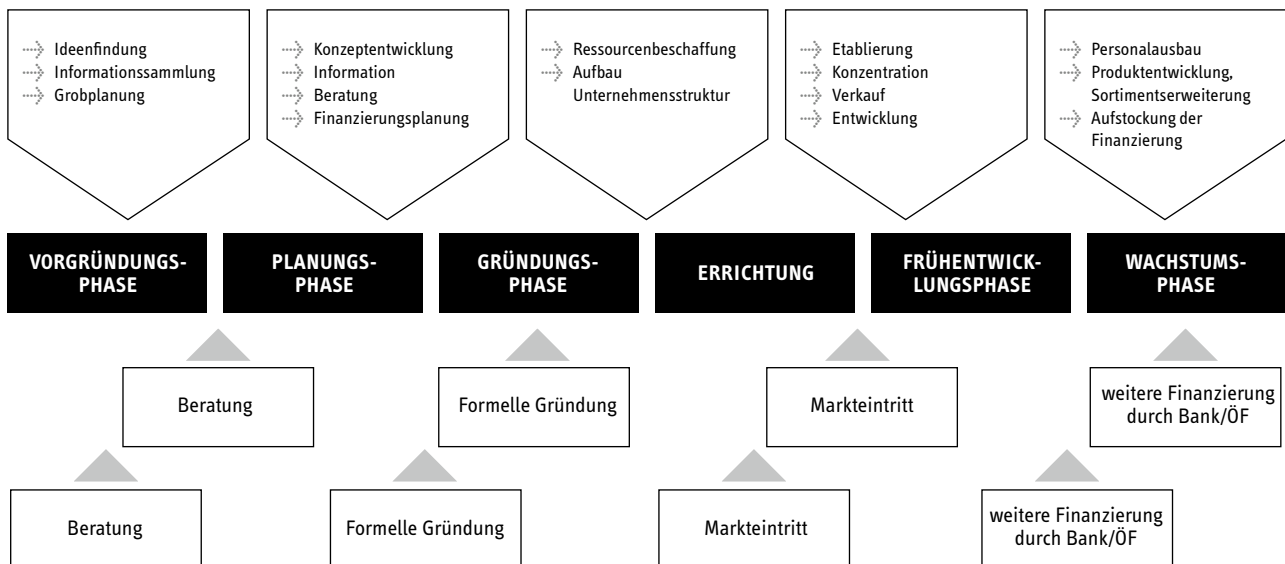 Ideenfindung
Informationssammlung
Grobplanung
Konzeptentwicklung
Information
Beratung
Finanzierungsplanung
Ressourcenbeschaffung
Aufbau
Unternehmensstruktur
Etablierung
Konzentration
Verkauf
Entwicklung
Personalausbau
Produktentwicklung,
Sortimentserweiterung
Aufstockung der
Finanzierung
VORGRÜNDUNGS-
PHASE
PLANUNGS-
PHASE
GRÜNDUNGS-
PHASE
ERRICHTUNG
FRÜHENTWICK-
LUNGSPHASE
WACHSTUMS-
PHASE
Beratung
Formelle Gründung
Markteintritt
weitere Finanzierung
durch Bank/ÖF
Beratung
Formelle Gründung
Markteintritt
weitere Finanzierung
durch Bank/ÖF